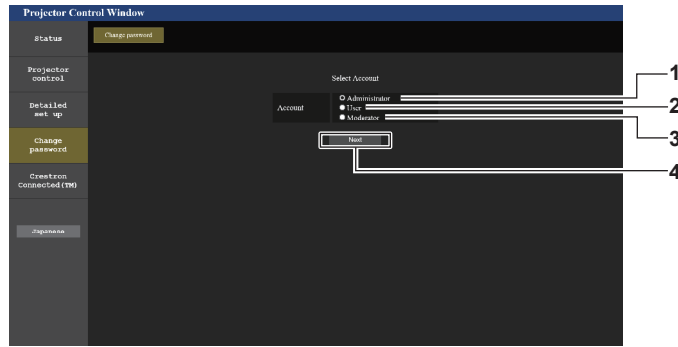 Projector Control Window
Status
Change password
Projector
control
Select Account
1
Administrator
Account
User
2
Detailed
set up
Moderator
3
Change
password
Next
4
Crestron
Connected(TM)
Japanese